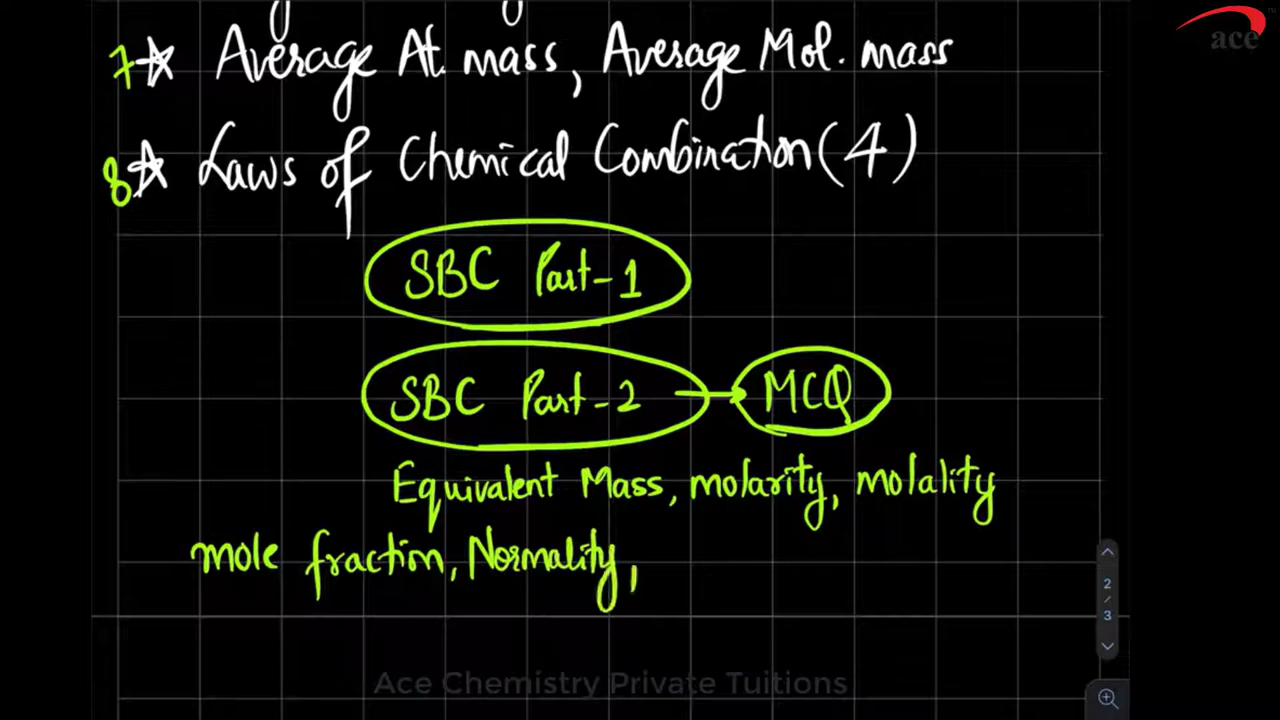 ace
7☆ Average At. mass, Average Mol. mass
8☆ Laws of Chemical Combination (4)
SBC Part-1
SBC Part-2 → MCQ
Equivalent Mass, molarity, molality
mole fraction, Normality,
2
/
3
Ace Chemistry Private Tuitions